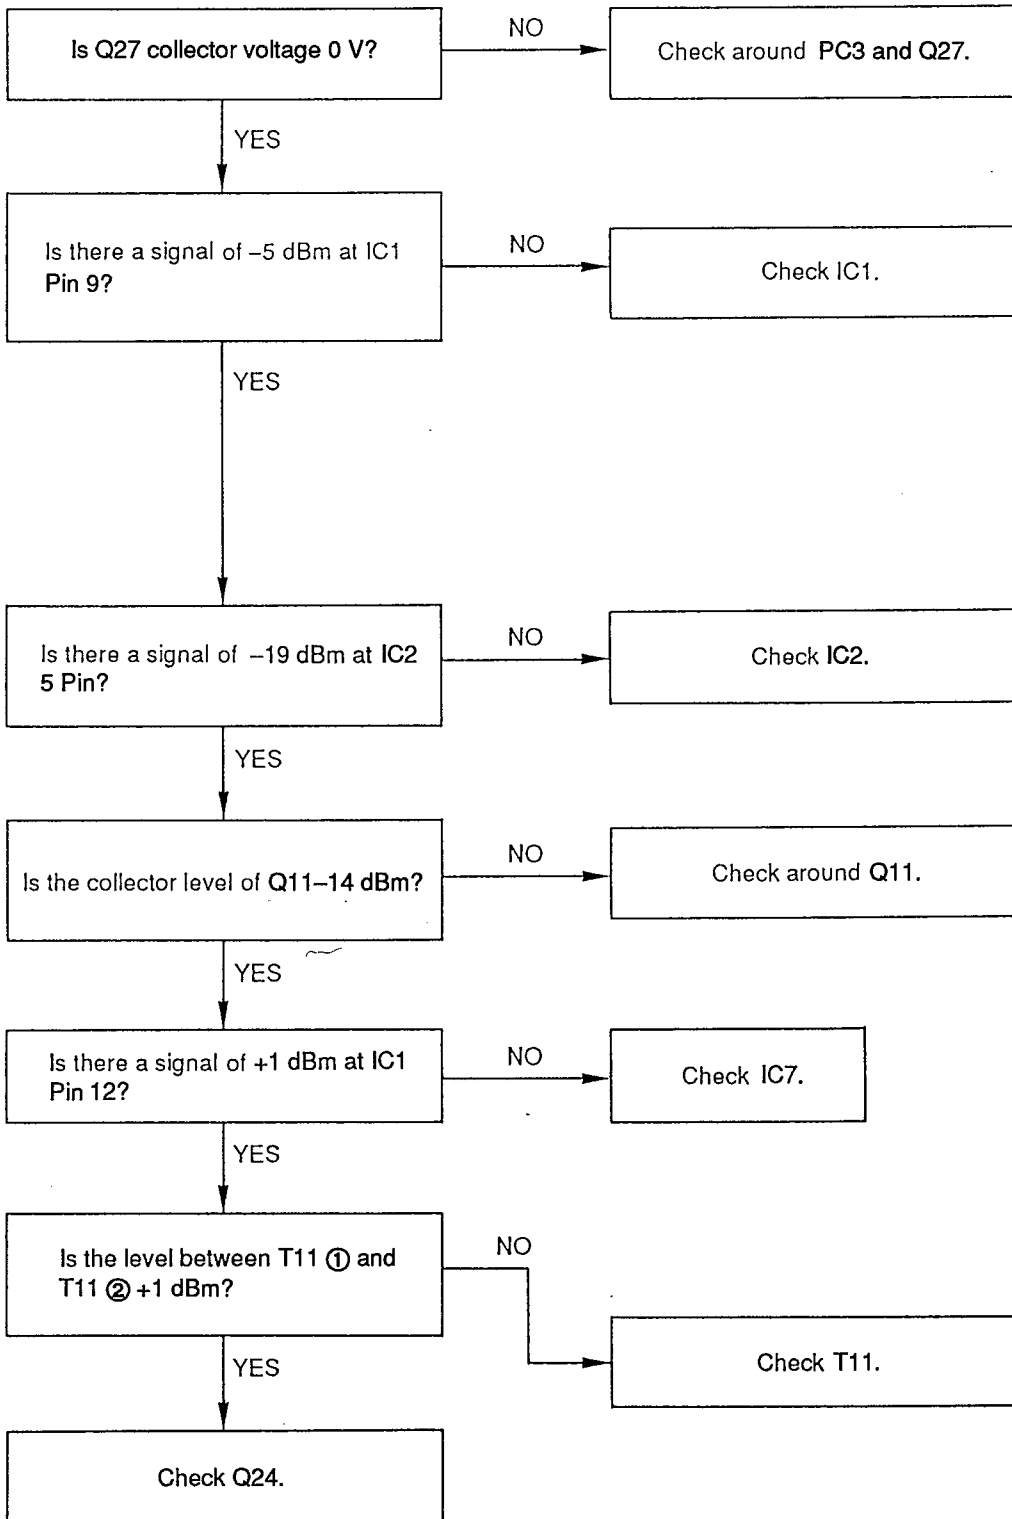 Is Q27 collector voltage 0 V?
NO
Check around PC3 and Q27.
YES
Is there a signal of –5 dBm at IC1
Pin 9?
NO
Check IC1.
YES
Is there a signal of –19 dBm at IC2
5 Pin?
NO
Check IC2.
YES
Is the collector level of Q11–14 dBm?
NO
Check around Q11.
YES
Is there a signal of +1 dBm at IC1
Pin 12?
NO
Check IC7.
YES
Is the level between T11 ① and
T11 ② +1 dBm?
NO
Check T11.
YES
Check Q24.